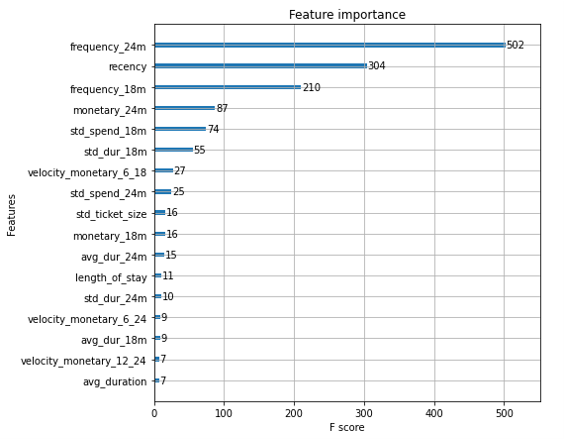 Feature importance
frequency_24m 502
recency 304
frequency_18m 210
monetary_24m 87
std_spend_18m 74
std_dur_18m 55
velocity_monetary_6_18 27
std_spend_24m 25
std_ticket_size 16
monetary_18m 16
avg_dur_24m 15
length_of_stay 11
std_dur_24m 10
velocity_monetary_6_24 9
avg_dur_18m 9
velocity_monetary_12_24 7
avg_duration 7
Features
0 100 200 300 400 500
F score